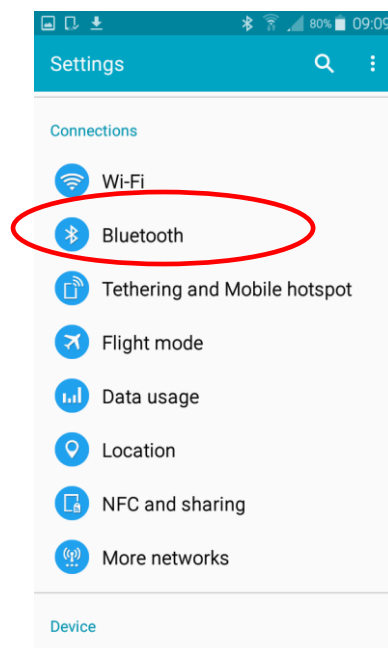 80% 09:09
Settings
Connections
Wi-Fi
Bluetooth
Tethering and Mobile hotspot
Flight mode
Data usage
Location
NFC and sharing
More networks
Device